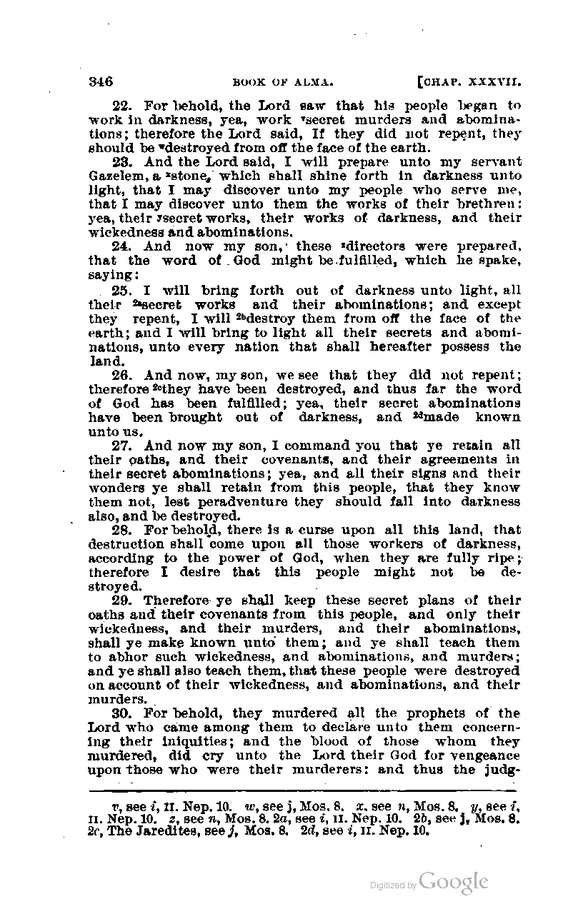 346 BOOK OF ALMA. [CHAP. XXXVII.
22. For behold, the Lord saw that his people began to
work in darkness, yea, work vsecret murders and abomina-
tions; therefore the Lord said, If they did not repent, they
should be wdestroyed from off the face of the earth.
23. And the Lord said, I will prepare unto my servant
Gazelem, a xstone, which shall shine forth in darkness unto
light, that I may discover unto my people who serve me,
that I may discover unto them the works of their brethren:
yea, their ysecret works, their works of darkness, and their
wickedness and abominations.
24. And now my son, these zdirectors were prepared,
that the word of God might be fulfilled, which he spake,
saying:
25. I will bring forth out of darkness unto light, all
their 2asecret works and their abominations; and except
they repent, I will 2bdestroy them from off the face of the
earth; and I will bring to light all their secrets and abomi-
nations, unto every nation that shall hereafter possess the
land.
26. And now, my son, we see that they did not repent;
therefore 2cthey have been destroyed, and thus far the word
of God has been fulfilled; yea, their secret abominations
have been brought out of darkness, and 2dmade known
unto us.
27. And now my son, I command you that ye retain all
their oaths, and their covenants, and their agreements in
their secret abominations; yea, and all their signs and their
wonders ye shall retain from this people, that they know
them not, lest peradventure they should fall into darkness
also, and be destroyed.
28. For behold, there is a curse upon all this land, that
destruction shall come upon all those workers of darkness,
according to the power of God, when they are fully ripe;
therefore I desire that this people might not be de-
stroyed.
29. Therefore ye shall keep these secret plans of their
oaths and their covenants from this people, and only their
wickedness, and their murders, and their abominations,
shall ye make known unto them; and ye shall teach them
to abhor such wickedness, and abominations, and murders;
and ye shall also teach them, that these people were destroyed
on account of their wickedness, and abominations, and their
murders.
30. For behold, they murdered all the prophets of the
Lord who came among them to declare unto them concern-
ing their iniquities; and the blood of those whom they
murdered, did cry unto the Lord their God for vengeance
upon those who were their murderers: and thus the judg-
v, see i, II. Nep. 10. w, see j, Mos. 8. x. see n, Mos. 8. y, see i,
II. Nep. 10. z, see n, Mos. 8. 2a, see i, II. Nep. 10. 2b, see j, Mos. 8.
2c, The Jaredites, see j, Mos. 8. 2d, see i, II. Nep. 10.
Digitized by Google